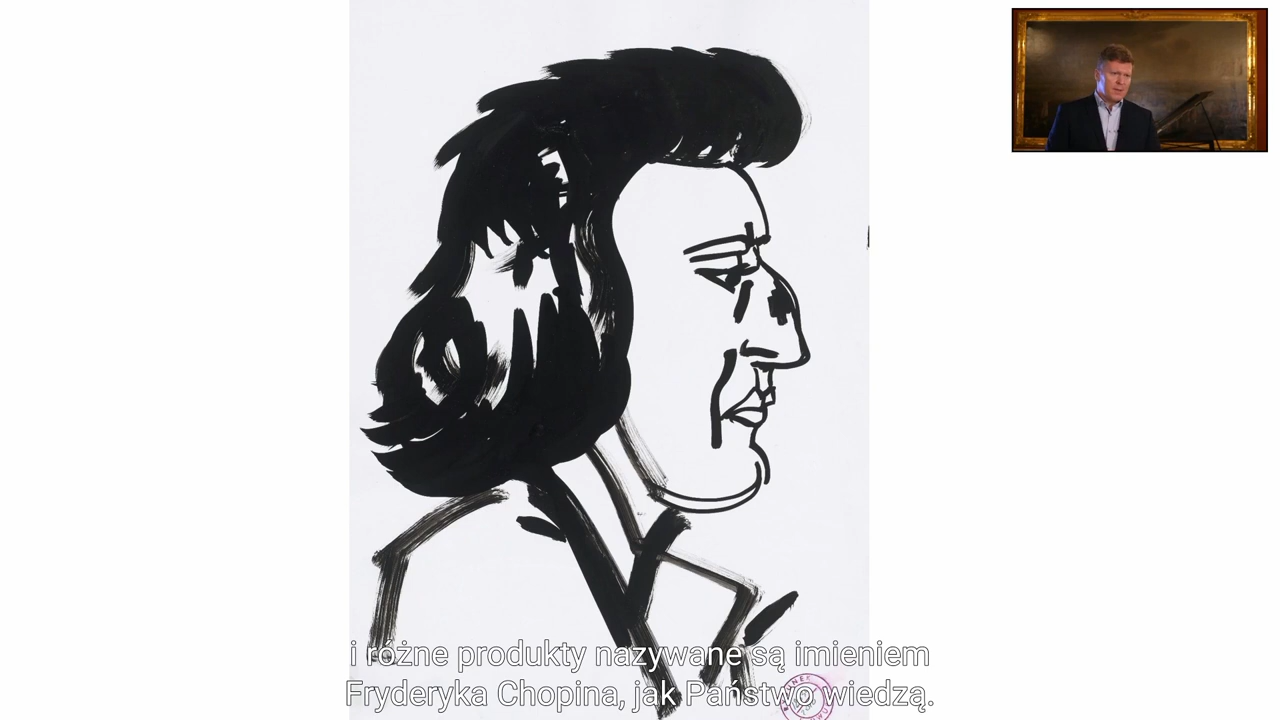 i różne produkty nazywane są imieniem
Fryderyka Chopina, jak Państwo wiedzą.